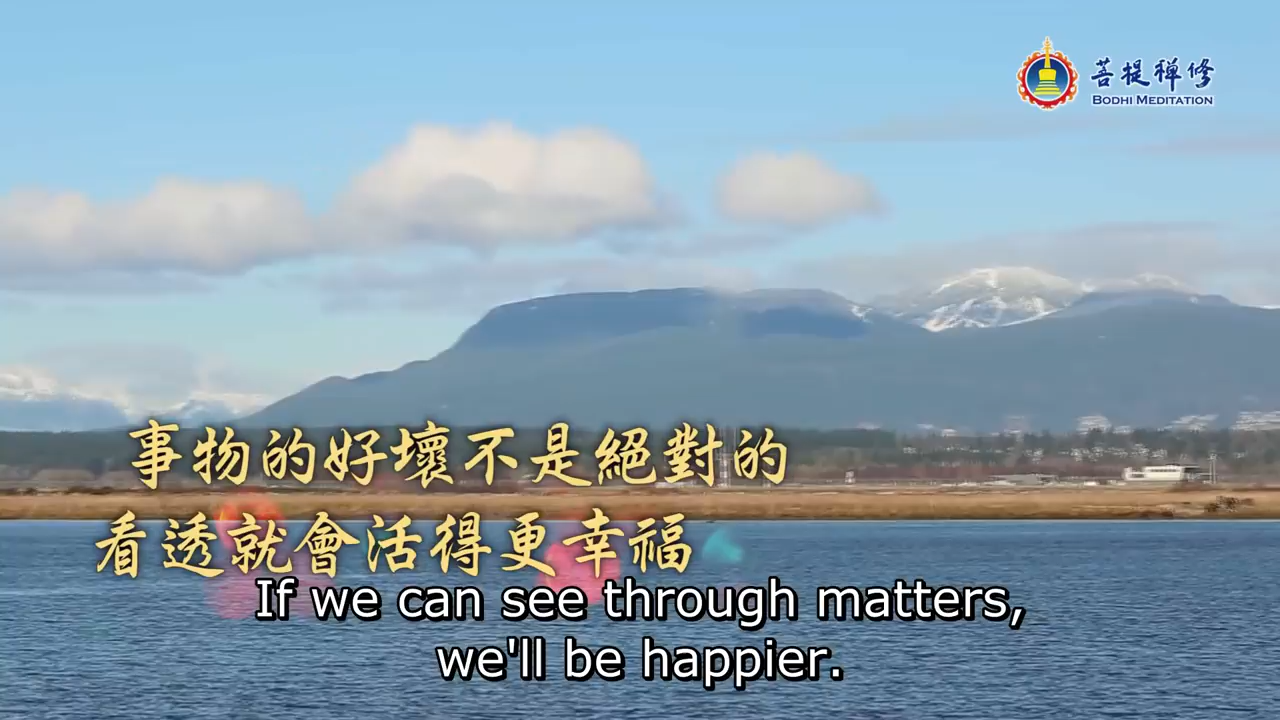 菩提禪修
BODHI MEDITATION
事物的好壞不是絕對的
看透就會活得更幸福
If we can see through matters,
we'll be happier.